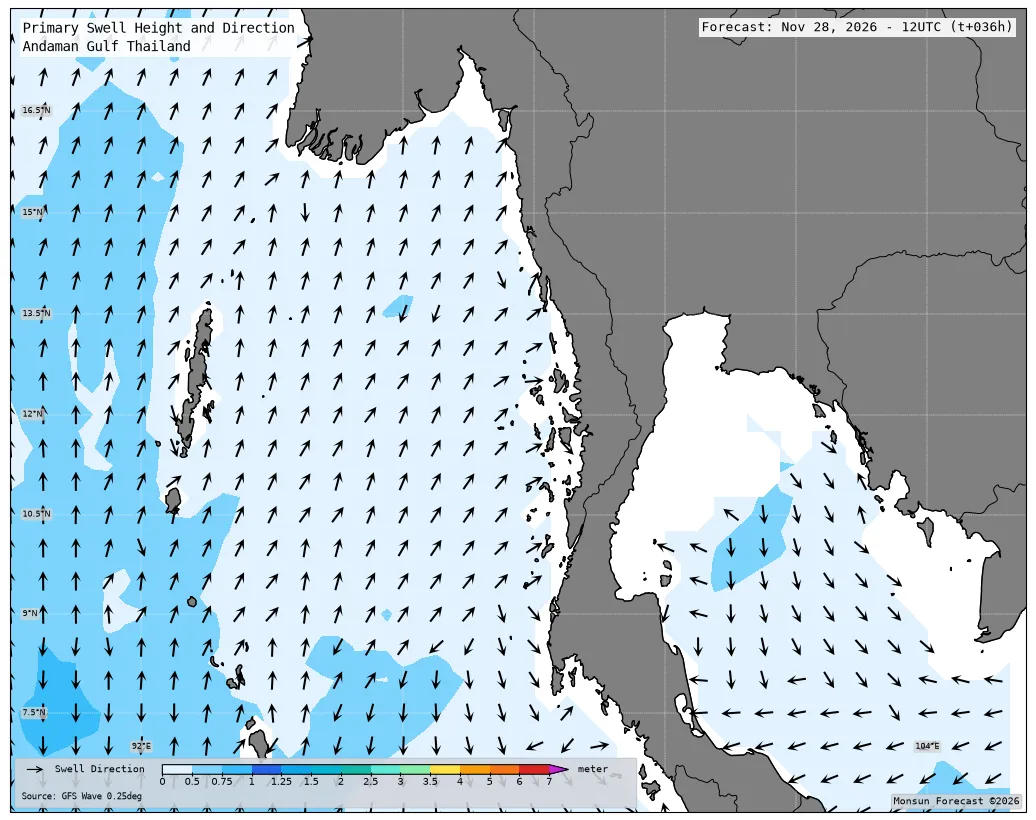 Primary Swell Height and Direction
Andaman Gulf Thailand
Forecast: Nov 28, 2026 - 12UTC (t+036h)
16.5°N
15°N
13.5°N
12°N
10.5°N
9°N
7.5°N
92°E
104°E
Swell Direction
meter
0 0.5 0.75 1.25 1.5 2 2.5 3 3.5 4 5 6 7
Source: GFS Wave 0.25deg
Monsun Forecast ©2026